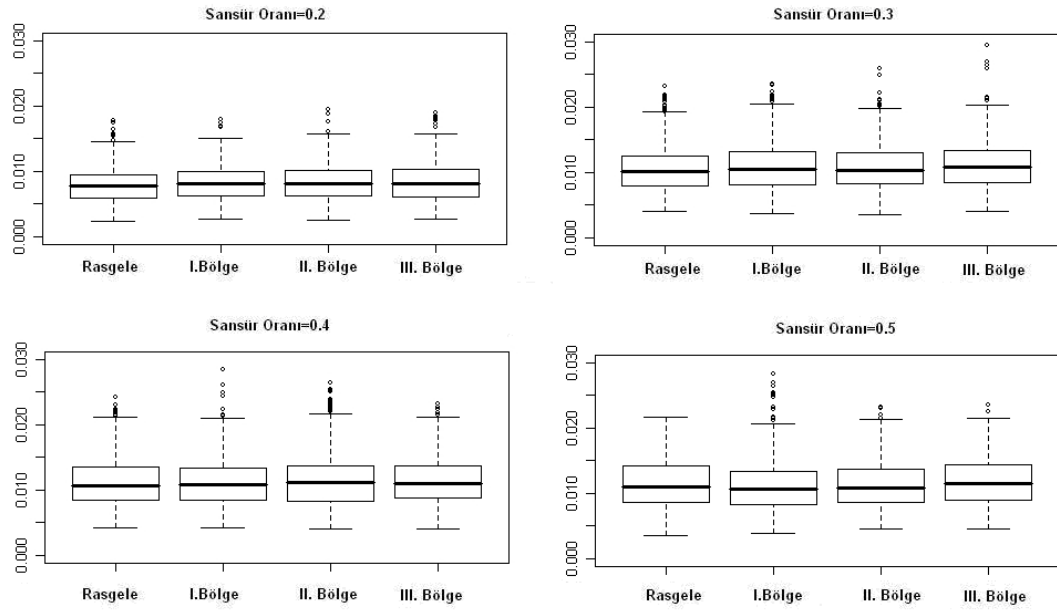 Sansür Oranı=0.2
0.030
0.020
0.010
0.000
Rasgele I.Bölge II. Bölge III. Bölge
Sansür Oranı=0.3
0.030
0.020
0.010
0.000
Rasgele I.Bölge II. Bölge III. Bölge
Sansür Oranı=0.4
0.030
0.020
0.010
0.000
Rasgele I.Bölge II. Bölge III. Bölge
Sansür Oranı=0.5
0.030
0.020
0.010
0.000
Rasgele I.Bölge II. Bölge III. Bölge